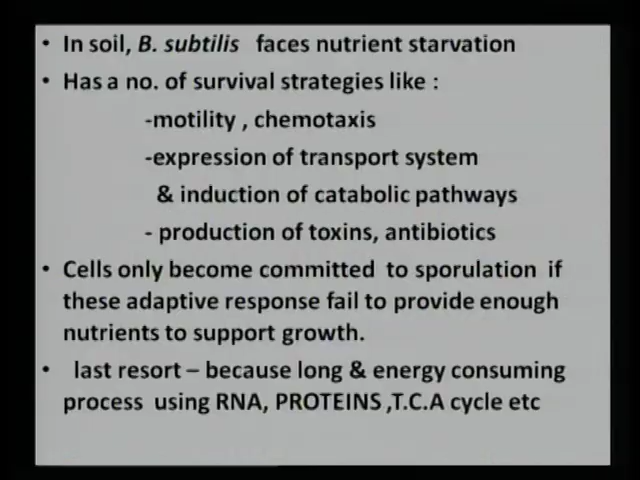 • In soil, B. subtilis faces nutrient starvation
• Has a no. of survival strategies like :
-motility , chemotaxis
-expression of transport system
& induction of catabolic pathways
- production of toxins, antibiotics
• Cells only become committed to sporulation if
these adaptive response fail to provide enough
nutrients to support growth.
• last resort – because long & energy consuming
process using RNA, PROTEINS ,T.C.A cycle etc